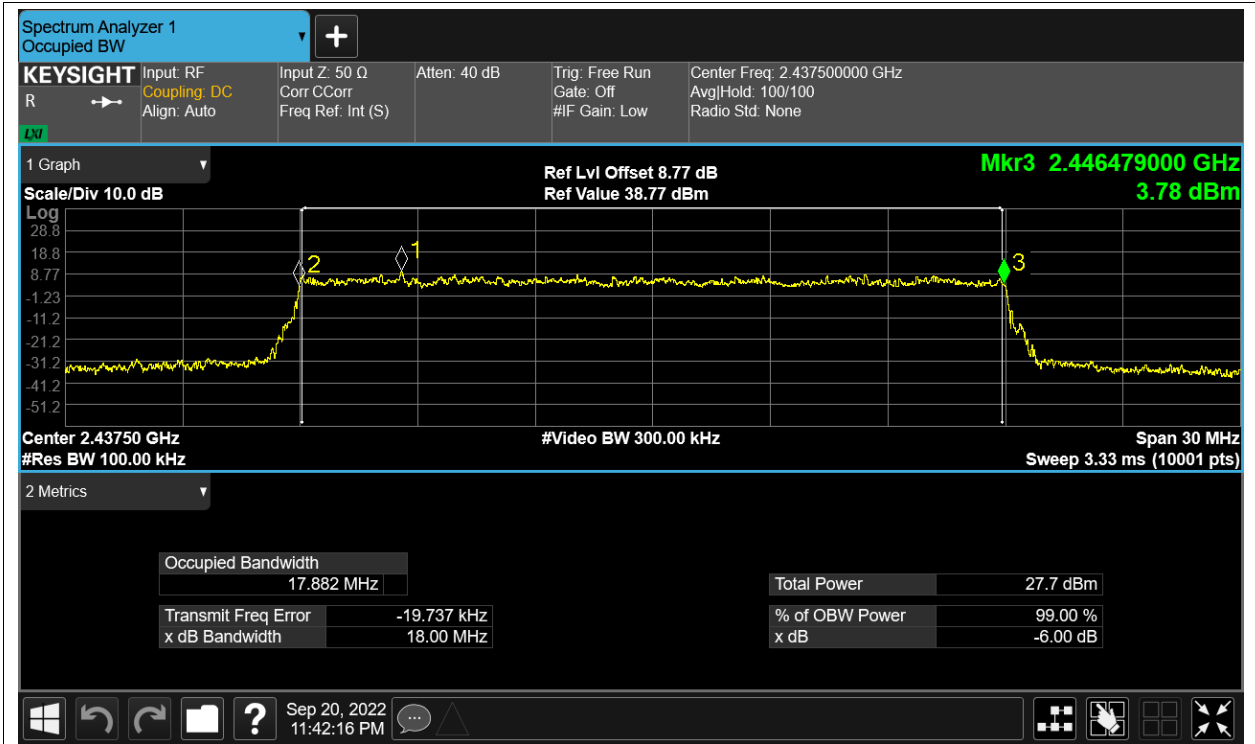 Spectrum Analyzer 1
Occupied BW
KEYSIGHT
R
LXI
Input: RF
Coupling: DC
Align: Auto
Input Z: 50 Ω
Corr CCorr
Freq Ref: Int (S)
Atten: 40 dB
Trig: Free Run
Gate: Off
#IF Gain: Low
Center Freq: 2.437500000 GHz
Avg|Hold: 100/100
Radio Std: None
1 Graph
Scale/Div 10.0 dB
Ref Lvl Offset 8.77 dB
Ref Value 38.77 dBm
Mkr3 2.446479000 GHz
3.78 dBm
Log
28.8
18.8
8.77
-1.23
-11.2
-21.2
-31.2
-41.2
-51.2
2
1
3
Center 2.43750 GHz
#Video BW 300.00 kHz
Span 30 MHz
#Res BW 100.00 kHz
Sweep 3.33 ms (10001 pts)
2 Metrics
Occupied Bandwidth
17.882 MHz
Transmit Freq Error -19.737 kHz
x dB Bandwidth 18.00 MHz
Total Power 27.7 dBm
% of OBW Power 99.00 %
x dB -6.00 dB
?
Sep 20, 2022
11:42:16 PM